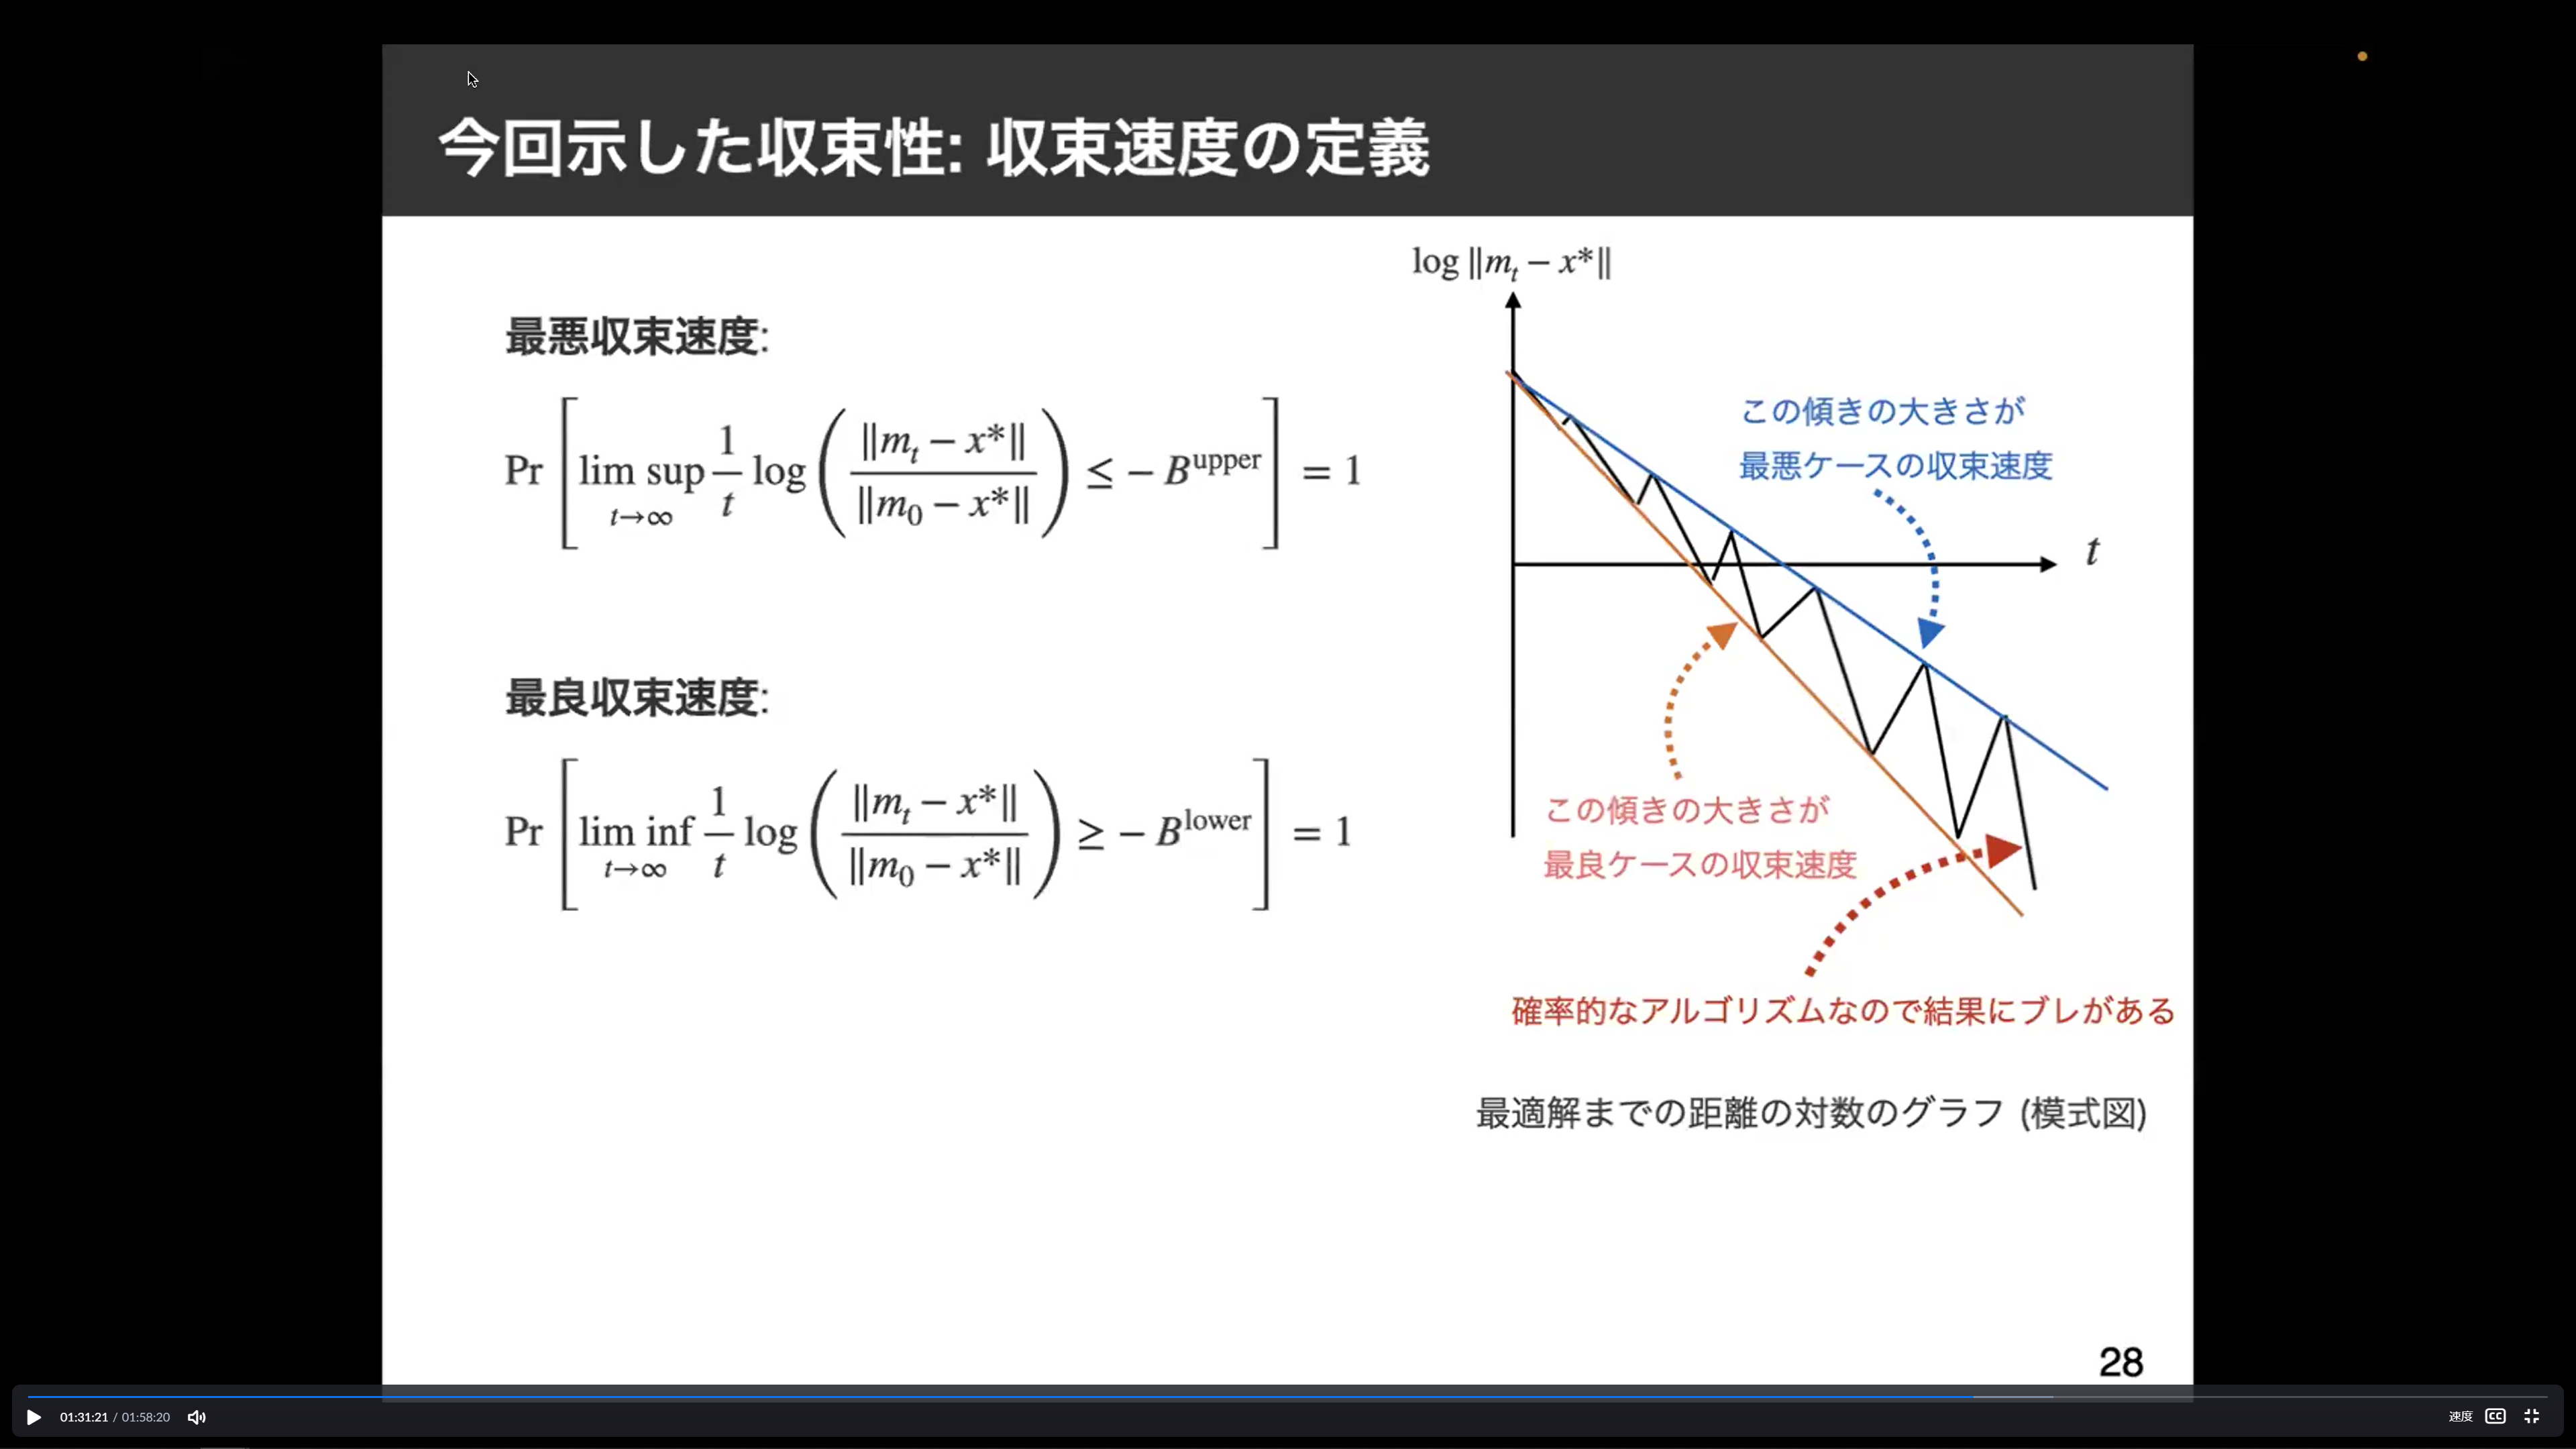 今回示した収束性: 収束速度の定義
最悪収束速度:
Pr [ lim sup_{t→∞} 1/t log ( ‖m_t − x*‖ / ‖m_0 − x*‖ ) ≤ − B^upper ] = 1
最良収束速度:
Pr [ lim inf_{t→∞} 1/t log ( ‖m_t − x*‖ / ‖m_0 − x*‖ ) ≥ − B^lower ] = 1
log ‖m_t − x*‖
この傾きの大きさが
最悪ケースの収束速度
t
この傾きの大きさが
最良ケースの収束速度
確率的なアルゴリズムなので結果にブレがある
最適解までの距離の対数のグラフ (模式図)
28
01:31:21 / 01:58:20
速度
CC